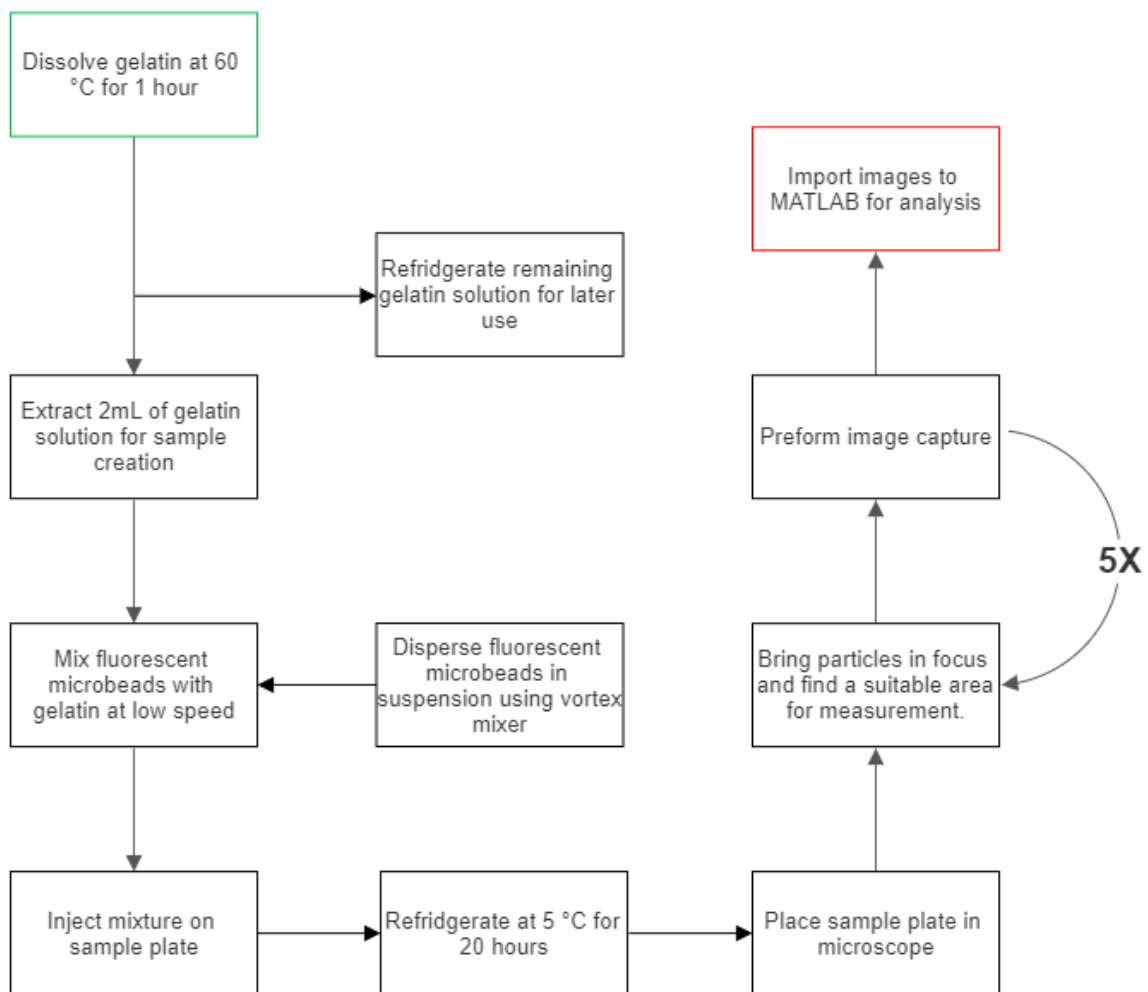 Dissolve gelatin at 60
°C for 1 hour
Refridgerate remaining
gelatin solution for later
use
Extract 2mL of gelatin
solution for sample
creation
Mix fluorescent
microbeads with
gelatin at low speed
Disperse fluorescent
microbeads in
suspension using vortex
mixer
Inject mixture on
sample plate
Refridgerate at 5 °C for
20 hours
Place sample plate in
microscope
Bring particles in focus
and find a suitable area
for measurement.
Preform image capture
5X
Import images to
MATLAB for analysis